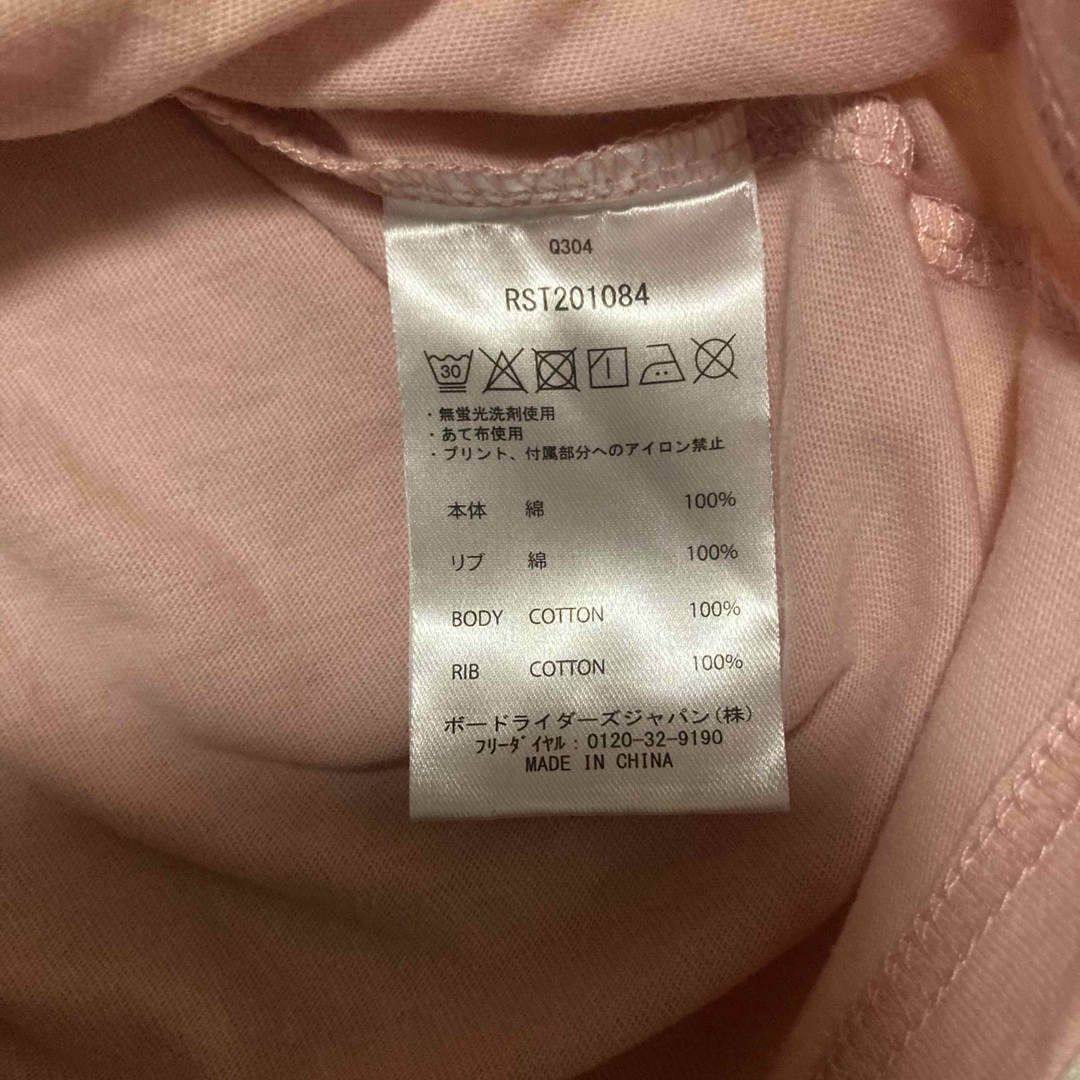 Q304
RST201084
30
・無蛍光洗剤使用
・あて布使用
・プリント、付属部分へのアイロン禁止
本体 綿 100%
リブ 綿 100%
BODY COTTON 100%
RIB COTTON 100%
ボードライダーズジャパン(株)
フリーダイヤル:0120-32-9190
MADE IN CHINA